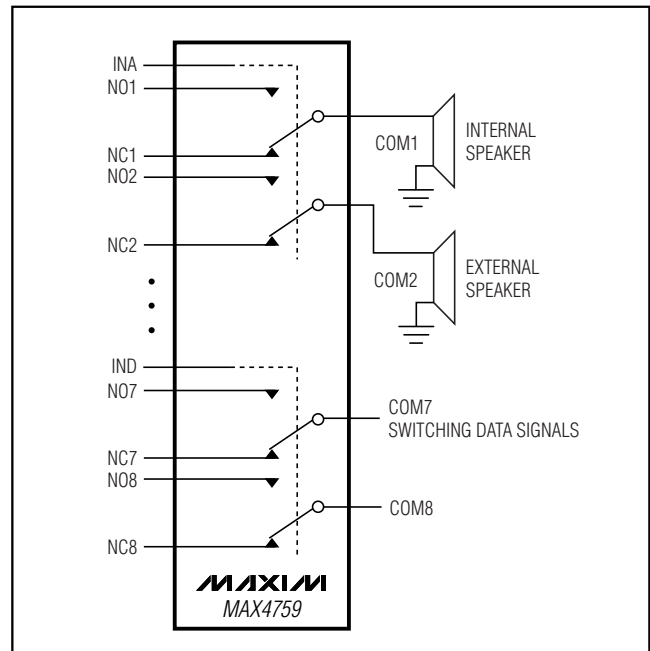 INA
NO1
NC1
NO2
NC2
COM1
INTERNAL
SPEAKER
COM2
EXTERNAL
SPEAKER
IND
NO7
NC7
NO8
NC8
COM7
SWITCHING DATA SIGNALS
COM8
MAXIM
MAX4759